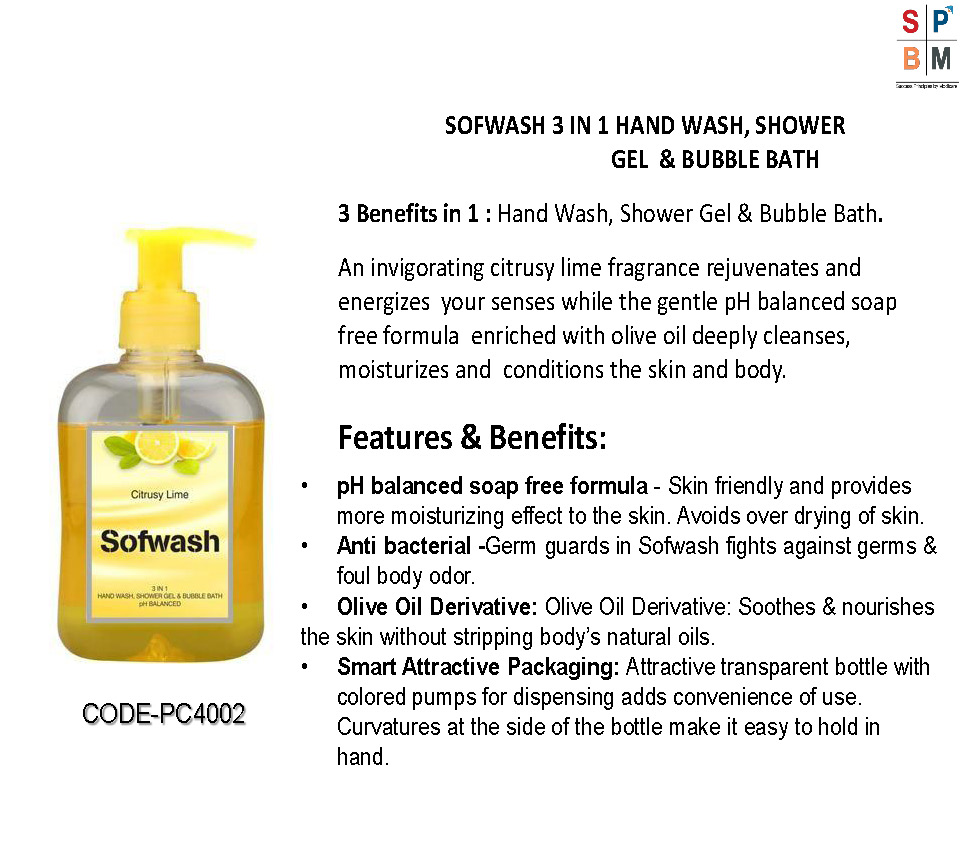 S P
B M
Success Principles by Modicare
SOFWASH 3 IN 1 HAND WASH, SHOWER
GEL & BUBBLE BATH
3 Benefits in 1 : Hand Wash, Shower Gel & Bubble Bath.
An invigorating citrusy lime fragrance rejuvenates and
energizes your senses while the gentle pH balanced soap
free formula enriched with olive oil deeply cleanses,
moisturizes and conditions the skin and body.
Features & Benefits:
• pH balanced soap free formula - Skin friendly and provides
more moisturizing effect to the skin. Avoids over drying of skin.
• Anti bacterial -Germ guards in Sofwash fights against germs &
foul body odor.
• Olive Oil Derivative: Olive Oil Derivative: Soothes & nourishes
the skin without stripping body's natural oils.
• Smart Attractive Packaging: Attractive transparent bottle with
colored pumps for dispensing adds convenience of use.
Curvatures at the side of the bottle make it easy to hold in
hand.
Citrusy Lime
Sofwash
3 IN 1
HAND WASH, SHOWER GEL & BUBBLE BATH
pH BALANCED
CODE-PC4002